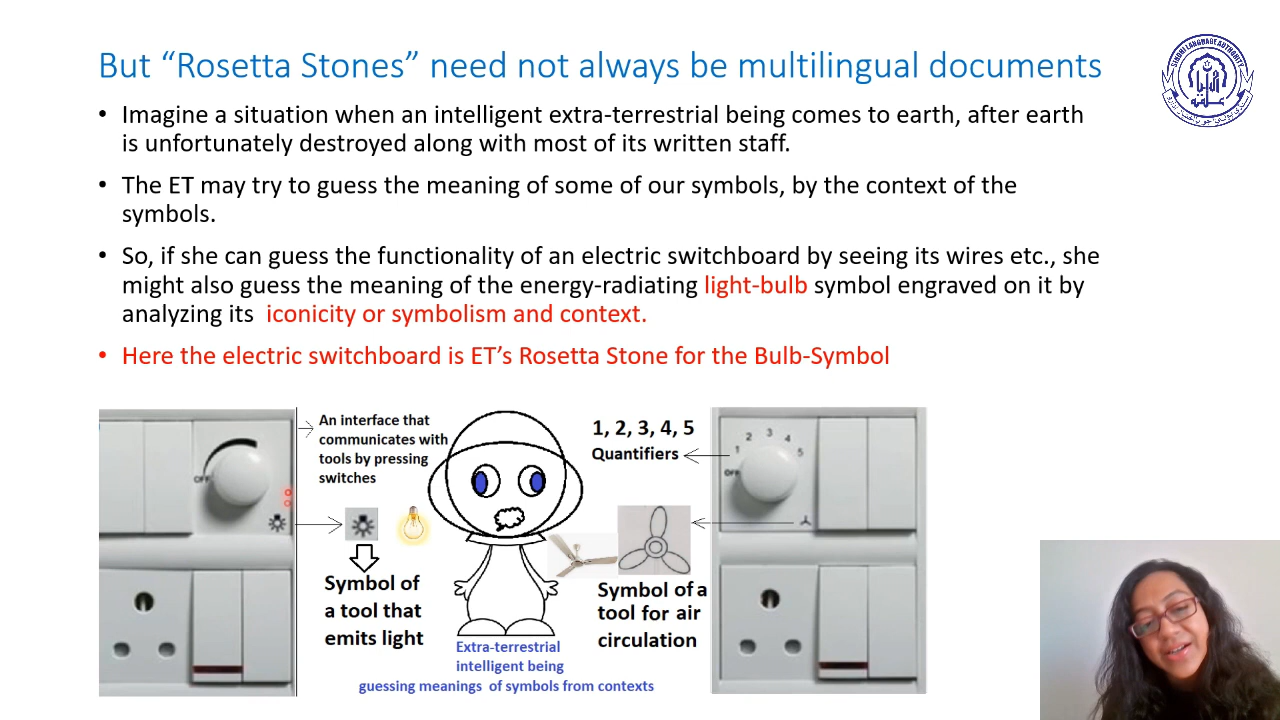 But “Rosetta Stones” need not always be multilingual documents
SINDHI LANGUAGE AUTHORITY
• Imagine a situation when an intelligent extra-terrestrial being comes to earth, after earth
is unfortunately destroyed along with most of its written staff.
• The ET may try to guess the meaning of some of our symbols, by the context of the
symbols.
• So, if she can guess the functionality of an electric switchboard by seeing its wires etc., she
might also guess the meaning of the energy-radiating light-bulb symbol engraved on it by
analyzing its iconicity or symbolism and context.
• Here the electric switchboard is ET’s Rosetta Stone for the Bulb-Symbol
OFF
An interface that
communicates with
tools by pressing
switches
Symbol of
a tool that
emits light
Extra-terrestrial
intelligent being
guessing meanings of symbols from contexts
1, 2, 3, 4, 5
Quantifiers
Symbol of a
tool for air
circulation
OFF 1 2 3 4 5